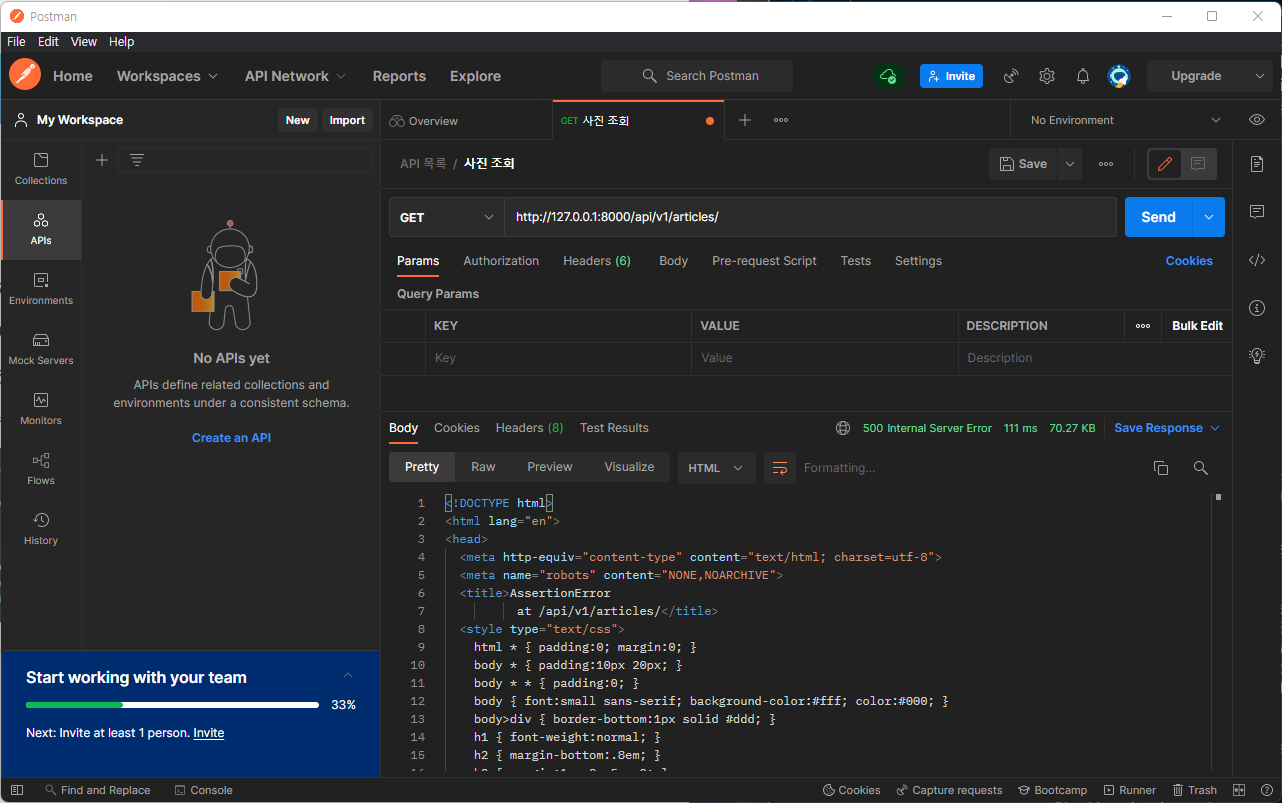 Postman
File Edit View Help
Home Workspaces API Network Reports Explore Search Postman Invite Upgrade
My Workspace New Import Overview GET 사진 조회 No Environment
Collections
APIs
Environments
Mock Servers
Monitors
Flows
History
No APIs yet
APIs define related collections and
environments under a consistent schema.
Create an API
Start working with your team
33%
Next: Invite at least 1 person. Invite
API 목록 / 사진 조회 Save
GET http://127.0.0.1:8000/api/v1/articles/ Send
Params Authorization Headers (6) Body Pre-request Script Tests Settings Cookies
Query Params
KEY VALUE DESCRIPTION Bulk Edit
Key Value Description
Body Cookies Headers (8) Test Results 500 Internal Server Error 111 ms 70.27 KB Save Response
Pretty Raw Preview Visualize HTML Formatting...
1 <!DOCTYPE html>
2 <html lang="en">
3 <head>
4 <meta http-equiv="content-type" content="text/html; charset=utf-8">
5 <meta name="robots" content="NONE,NOARCHIVE">
6 <title>AssertionError
7 at /api/v1/articles/</title>
8 <style type="text/css">
9 html * { padding:0; margin:0; }
10 body * { padding:10px 20px; }
11 body * * { padding:0; }
12 body { font:small sans-serif; background-color:#fff; color:#000; }
13 body>div { border-bottom:1px solid #ddd; }
14 h1 { font-weight:normal; }
15 h2 { margin-bottom:.8em; }
Find and Replace Console Cookies Capture requests Bootcamp Runner Trash